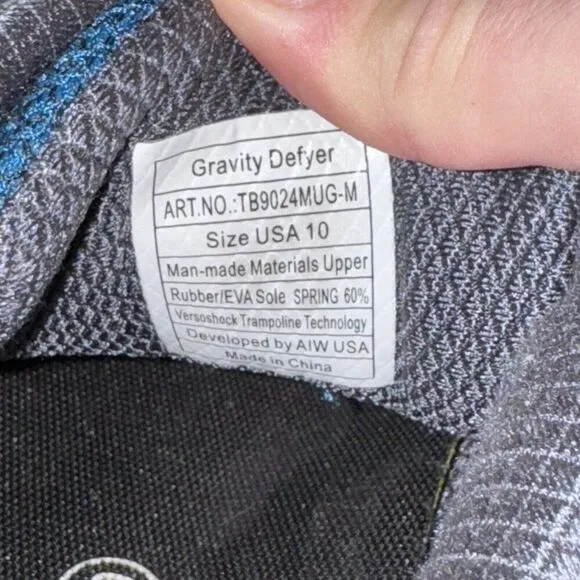 Gravity Defyer
ART.NO.:TB9024MUG-M
Size USA 10
Man-made Materials Upper
Rubber/EVA Sole SPRING 60%
Versoshock Trampoline Technology
Developed by AIW USA
Made in China